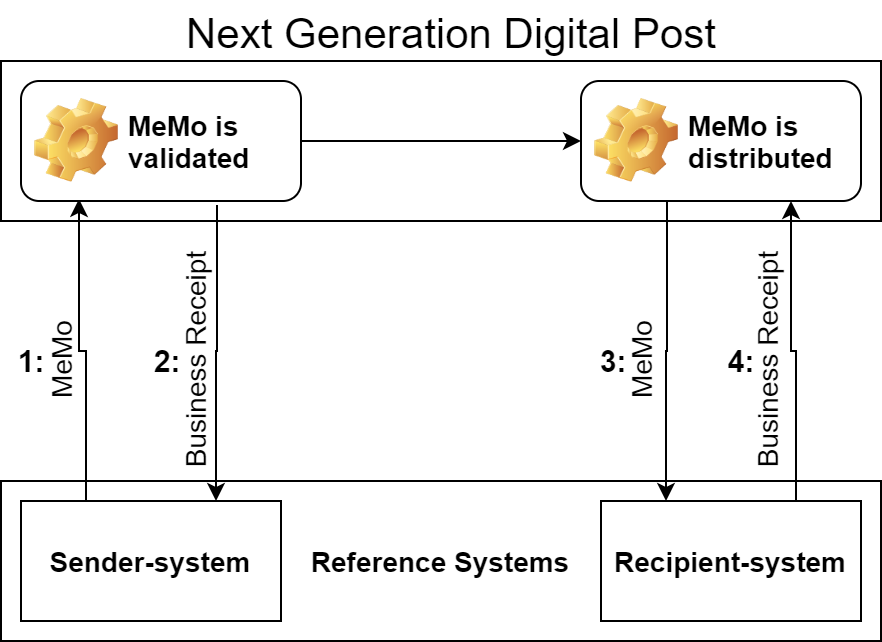 Next Generation Digital Post
MeMo is
validated
MeMo is
distributed
1:
MeMo
2:
Business Receipt
3:
MeMo
4:
Business Receipt
Sender-system
Reference Systems
Recipient-system